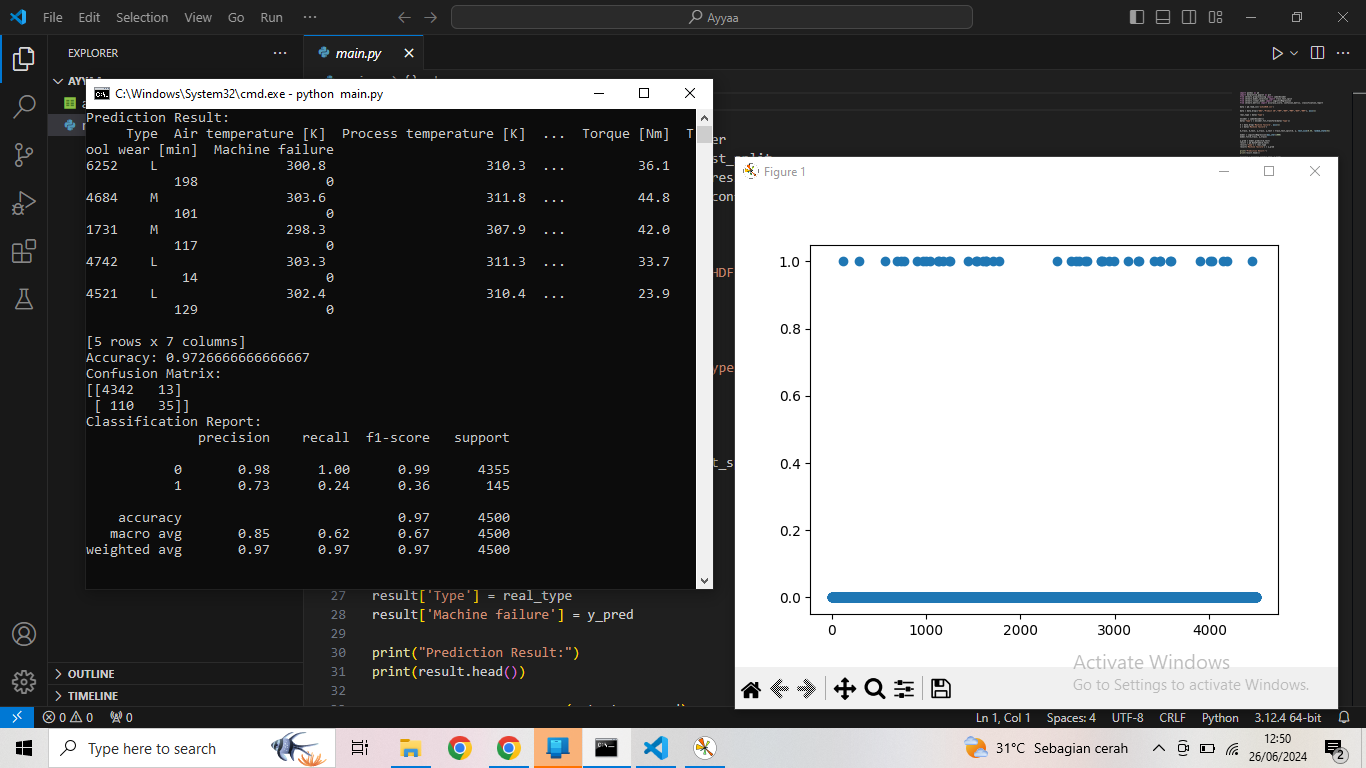 File Edit Selection View Go Run ···
Ayyaa
EXPLORER ···
main.py
C:\Windows\System32\cmd.exe - python  main.py
Prediction Result:
     Type  Air temperature [K]  Process temperature [K]  ...  Torque [Nm]  T
ool wear [min]  Machine failure
6252    L                300.8                    310.3  ...         36.1
           198                0
4684    M                303.6                    311.8  ...         44.8
           101                0
1731    M                298.3                    307.9  ...         42.0
           117                0
4742    L                303.3                    311.3  ...         33.7
            14                0
4521    L                302.4                    310.4  ...         23.9
           129                0
[5 rows x 7 columns]
Accuracy: 0.9726666666666667
Confusion Matrix:
[[4342   13]
 [ 110   35]]
Classification Report:
              precision    recall  f1-score   support
           0       0.98      1.00      0.99      4355
           1       0.73      0.24      0.36       145
    accuracy                           0.97      4500
   macro avg       0.85      0.62      0.67      4500
weighted avg       0.97      0.97      0.97      4500
27 result['Type'] = real_type
28 result['Machine failure'] = y_pred
29
30 print("Prediction Result:")
31 print(result.head())
32
Figure 1
1.0
0.8
0.6
0.4
0.2
0.0
0 1000 2000 3000 4000
Activate Windows
Go to Settings to activate Windows.
OUTLINE
TIMELINE
0 0 0
Ln 1, Col 1 Spaces: 4 UTF-8 CRLF Python 3.12.4 64-bit
Type here to search
31°C Sebagian cerah
12:50
26/06/2024
2